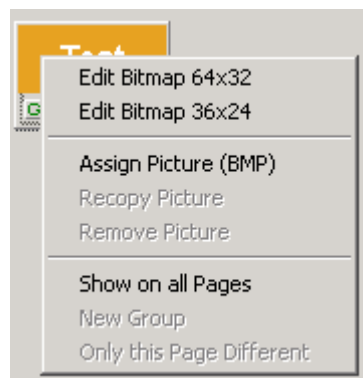 Test
G
Edit Bitmap 64x32
Edit Bitmap 36x24
Assign Picture (BMP)
Recopy Picture
Remove Picture
Show on all Pages
New Group
Only this Page Different